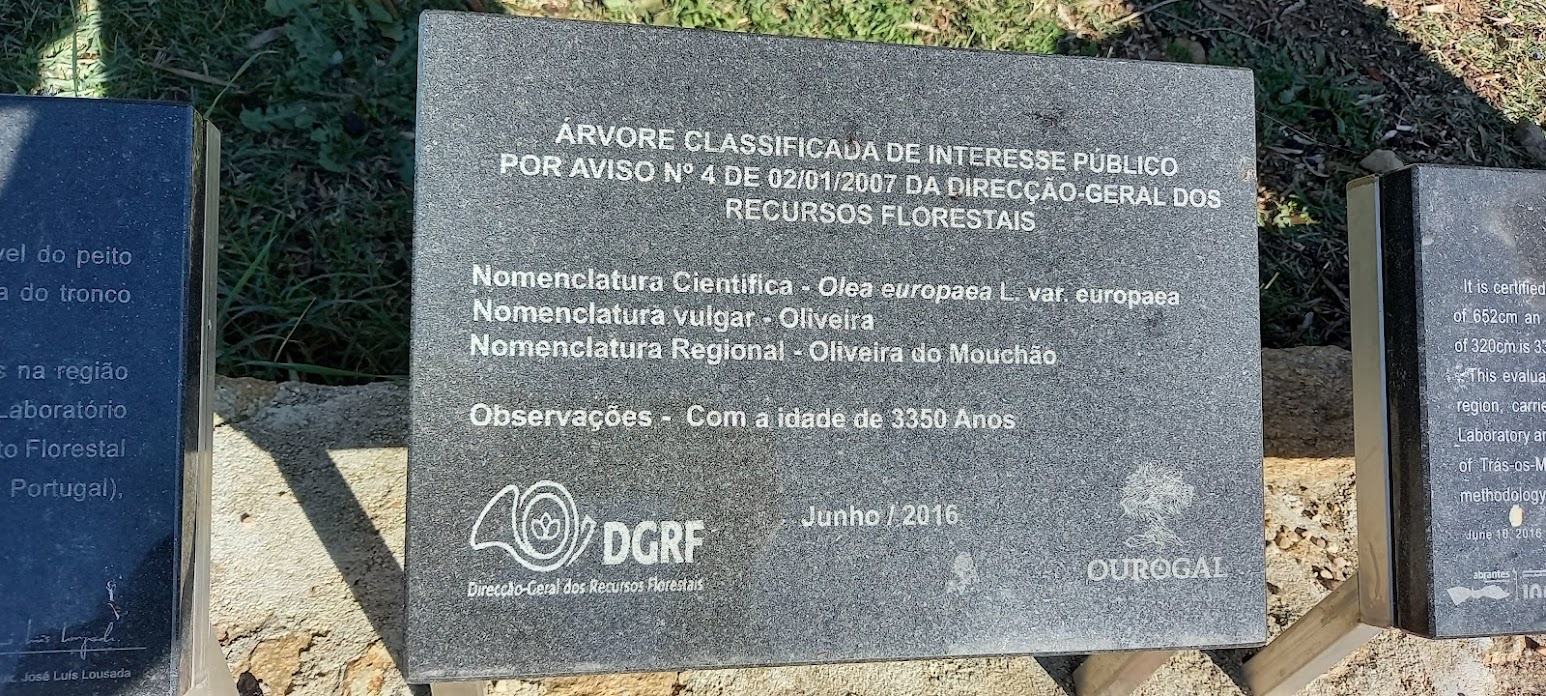 vel do peito
a do tronco
s na região
Laboratório
to Florestal
Portugal),
José Luís Lousada
ÁRVORE CLASSIFICADA DE INTERESSE PÚBLICO
POR AVISO Nº 4 DE 02/01/2007 DA DIRECÇÃO-GERAL DOS
RECURSOS FLORESTAIS
Nomenclatura Científica - Olea europaea L. var. europaea
Nomenclatura vulgar - Oliveira
Nomenclatura Regional - Oliveira do Mouchão
Observações - Com a idade de 3350 Anos
Junho / 2016
DGRF
Direcção-Geral dos Recursos Florestais
OUROGAL
It is certified
of 652cm an
of 320cm is 33
This evalua
region, carrie
Laboratory an
of Trás-os-M
methodology
June 10, 2016
abrantes